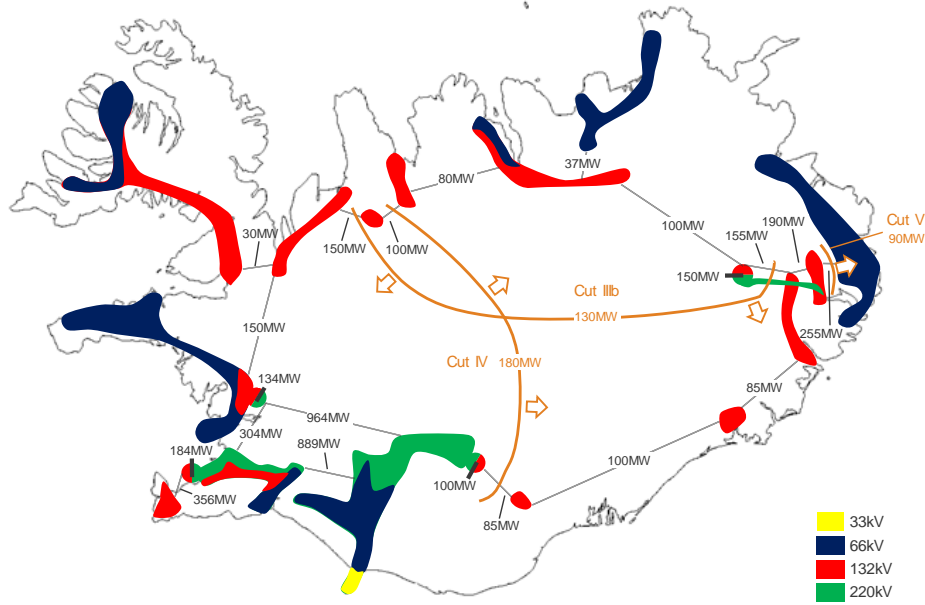 37MW
80MW
190MW
Cut V
90MW
100MW
155MW
30MW
150MW
100MW
150MW
Cut IIIb
130MW
255MW
150MW
Cut IV
180MW
134MW
85MW
964MW
304MW
889MW
184MW
100MW
100MW
356MW
85MW
33kV
66kV
132kV
220kV